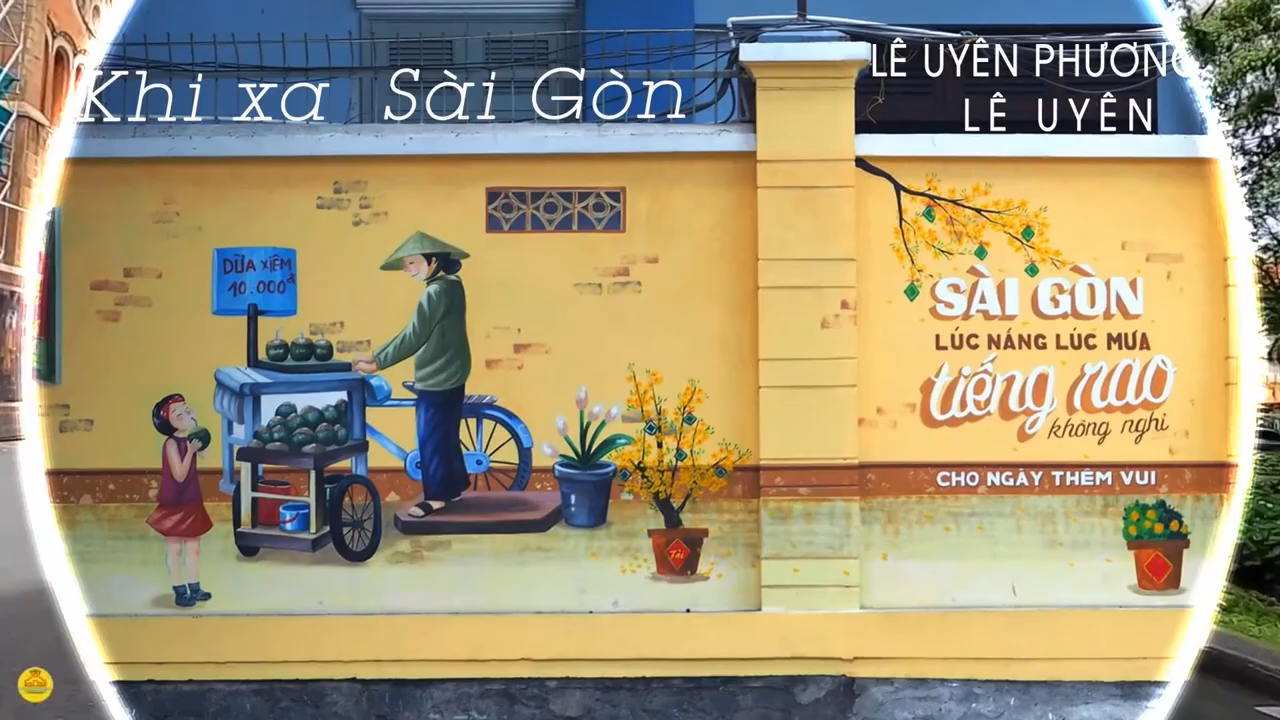 Khi xa Sài Gòn
LÊ UYÊN PHƯƠNG
LÊ UYÊN
DỪA XIÊM
10.000đ
SÀI GÒN
LÚC NẮNG LÚC MƯA
tiếng rao
không nghỉ
CHO NGÀY THÊM VUI
Tài